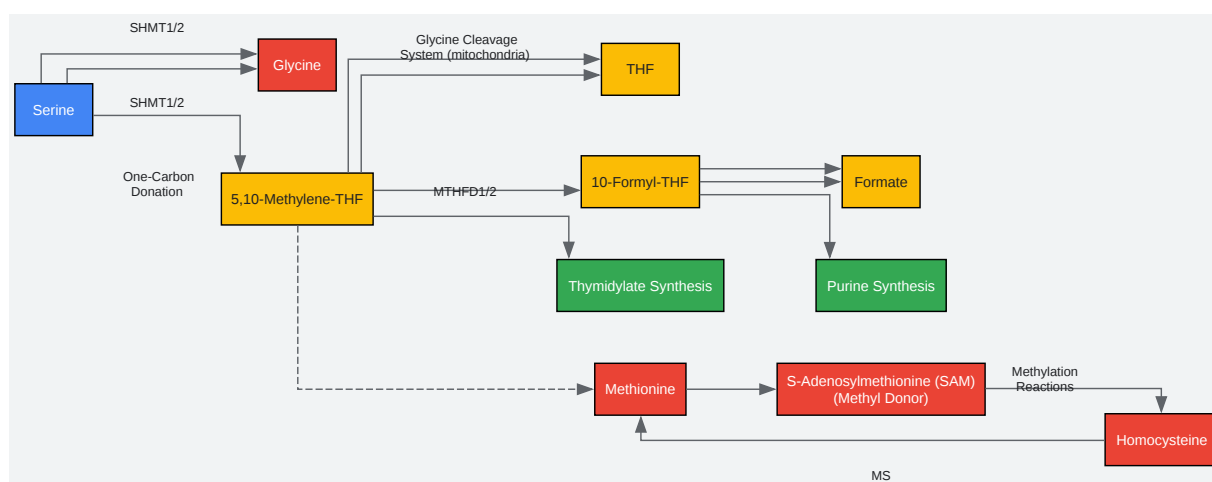 SHMT1/2
Glycine Cleavage
System (mitochondria)
Glycine
THF
Serine
SHMT1/2
One-Carbon
Donation
5,10-Methylene-THF
MTHFD1/2
10-Formyl-THF
Formate
Thymidylate Synthesis
Purine Synthesis
Methionine
S-Adenosylmethionine (SAM)
(Methyl Donor)
Methylation
Reactions
Homocysteine
MS